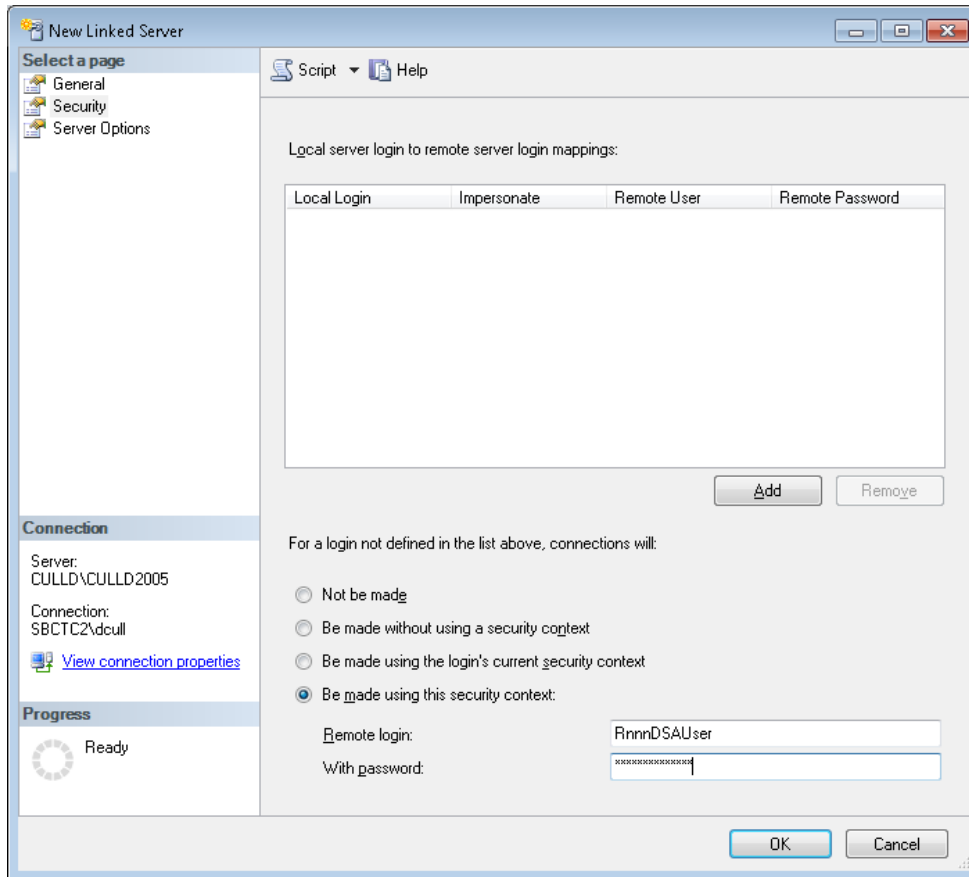 New Linked Server
Select a page
General
Security
Server Options
Script Help
Local server login to remote server login mappings:
Local Login Impersonate Remote User Remote Password
Add Remove
Connection
Server:
CULLD\CULLD2005
Connection:
SBCTC2\dcull
View connection properties
Progress
Ready
For a login not defined in the list above, connections will:
Not be made
Be made without using a security context
Be made using the login's current security context
Be made using this security context:
Remote login: RnnnDSAUser
With password: **************
OK Cancel